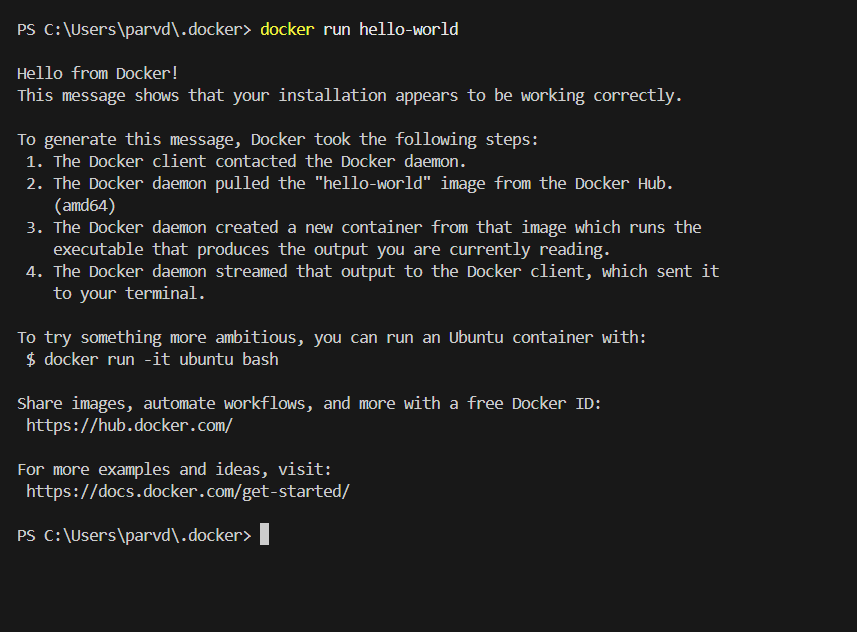 PS C:\Users\parvd\.docker> docker run hello-world
Hello from Docker!
This message shows that your installation appears to be working correctly.
To generate this message, Docker took the following steps:
1. The Docker client contacted the Docker daemon.
2. The Docker daemon pulled the "hello-world" image from the Docker Hub.
(amd64)
3. The Docker daemon created a new container from that image which runs the
executable that produces the output you are currently reading.
4. The Docker daemon streamed that output to the Docker client, which sent it
to your terminal.
To try something more ambitious, you can run an Ubuntu container with:
$ docker run -it ubuntu bash
Share images, automate workflows, and more with a free Docker ID:
https://hub.docker.com/
For more examples and ideas, visit:
https://docs.docker.com/get-started/
PS C:\Users\parvd\.docker>